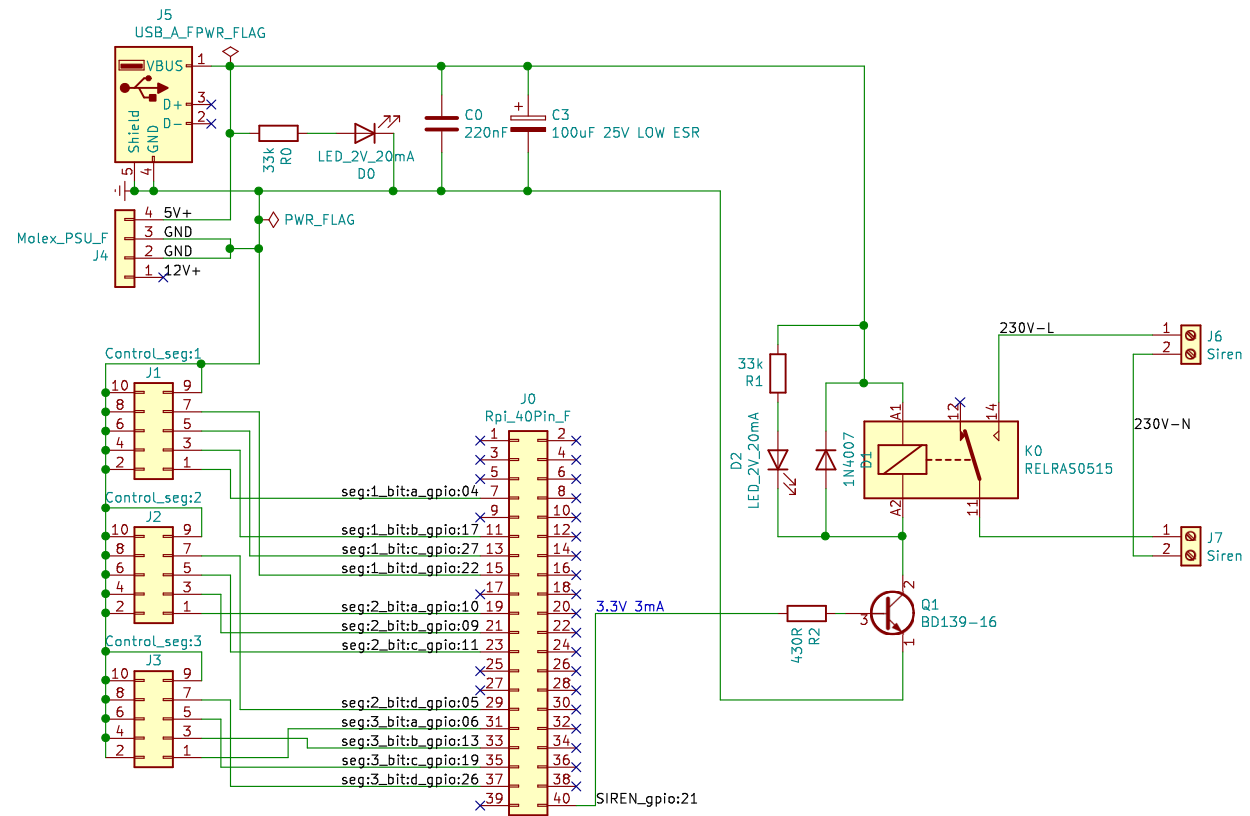 J5
USB_A_F
PWR_FLAG
VBUS 1
D+ 3
D- 2
Shield
GND
5
4
33k
R0
LED_2V_20mA
D0
C0
220nF
+
C3
100uF 25V LOW ESR
PWR_FLAG
Molex_PSU_F
J4
4 5V+
3 GND
2 GND
1 12V+
Control_seg:1
J1
10 9
8 7
6 5
4 3
2 1
Control_seg:2
J2
10 9
8 7
6 5
4 3
2 1
Control_seg:3
J3
10 9
8 7
6 5
4 3
2 1
J0
Rpi_40Pin_F
1 2
3 4
5 6
seg:1_bit:a_gpio:04 7 8
9 10
seg:1_bit:b_gpio:17 11 12
seg:1_bit:c_gpio:27 13 14
seg:1_bit:d_gpio:22 15 16
17 18
seg:2_bit:a_gpio:10 19 20
seg:2_bit:b_gpio:09 21 22
seg:2_bit:c_gpio:11 23 24
25 26
27 28
seg:2_bit:d_gpio:05 29 30
seg:3_bit:a_gpio:06 31 32
seg:3_bit:b_gpio:13 33 34
seg:3_bit:c_gpio:19 35 36
seg:3_bit:d_gpio:26 37 38
39 40
SIREN_gpio:21
3.3V 3mA
430R
R2
33k
R1
D2
LED_2V_20mA
1N4007
D1
A1
A2
12
14
11
K0
RELRAS0515
Q1
BD139-16
2
3
1
230V-L
230V-N
1
2
J6
Siren
1
2
J7
Siren